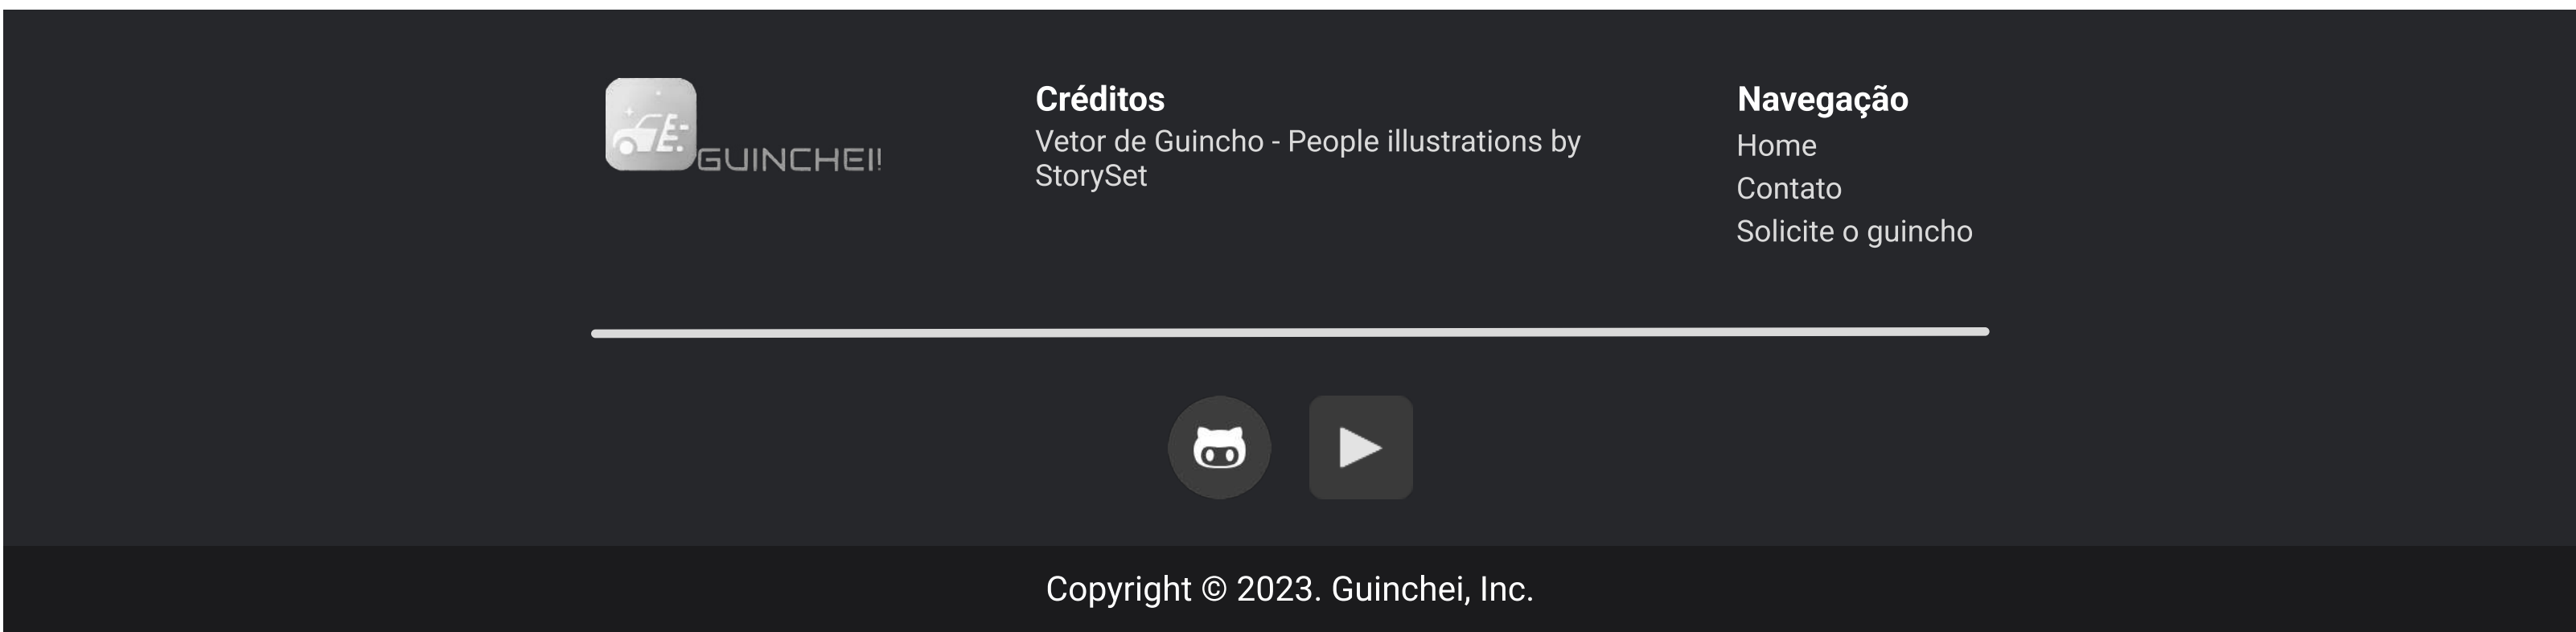 GUINCHEI!
Créditos
Vetor de Guincho - People illustrations by
StorySet
Navegação
Home
Contato
Solicite o guincho
Copyright © 2023. Guinchei, Inc.